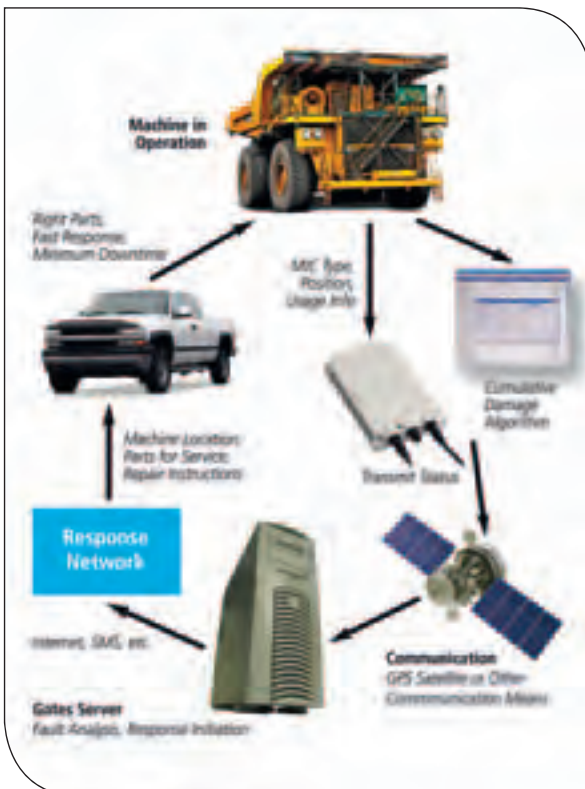 Machine in
Operation
Right Parts,
Fast Response,
Minimum Downtime
M/C Type,
Position,
Usage Info
Cumulative
Damage
Algorithm
Machine Location,
Parts for Service,
Repair Instructions
Transmit Status
Response
Network
Internet, SMS, etc.
Communication
GPS Satellite or Other
Communication Means
Gates Server
Fault Analysis, Response Initiation